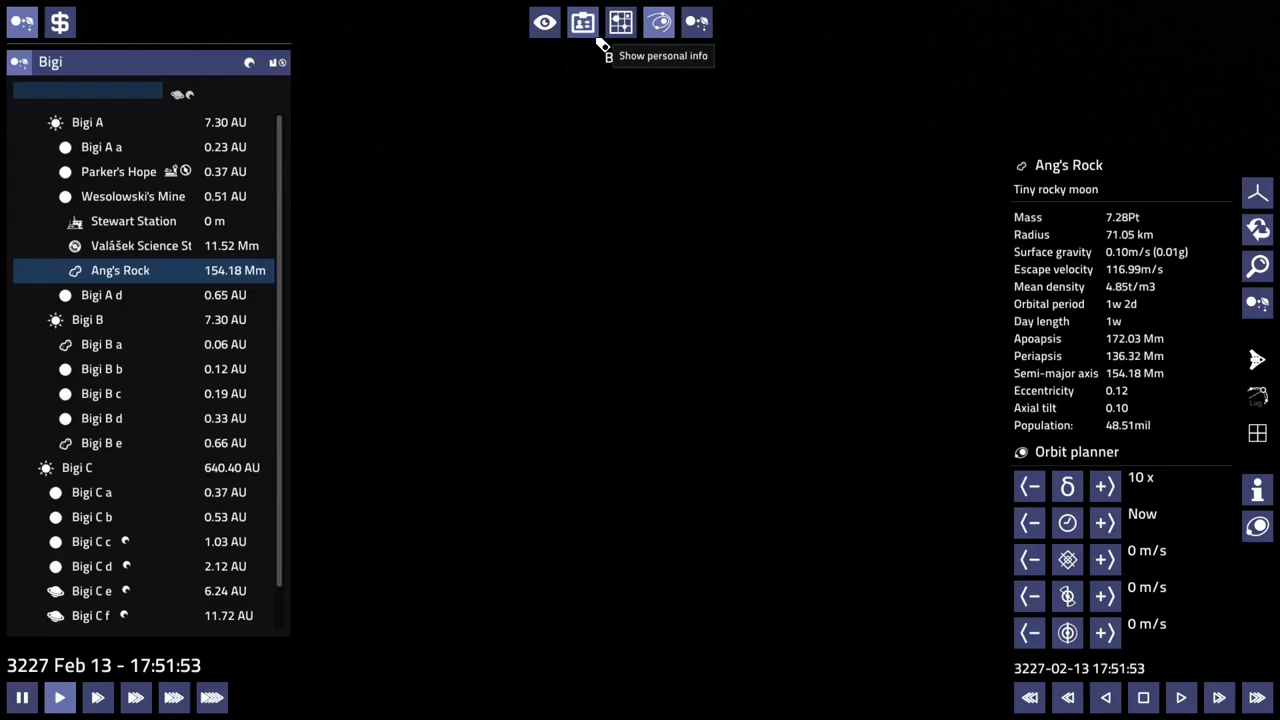 $
B Show personal info
Bigi
Bigi A 7.30 AU
Bigi A a 0.23 AU
Parker's Hope 0.37 AU
Wesolowski's Mine 0.51 AU
Stewart Station 0 m
Valášek Science St 11.52 Mm
Ang's Rock 154.18 Mm
Bigi A d 0.65 AU
Bigi B 7.30 AU
Bigi B a 0.06 AU
Bigi B b 0.12 AU
Bigi B c 0.19 AU
Bigi B d 0.33 AU
Bigi B e 0.66 AU
Bigi C 640.40 AU
Bigi C a 0.37 AU
Bigi C b 0.53 AU
Bigi C c 1.03 AU
Bigi C d 2.12 AU
Bigi C e 6.24 AU
Bigi C f 11.72 AU
3227 Feb 13 - 17:51:53
Ang's Rock
Tiny rocky moon
Mass 7.28Pt
Radius 71.05 km
Surface gravity 0.10m/s (0.01g)
Escape velocity 116.99m/s
Mean density 4.85t/m3
Orbital period 1w 2d
Day length 1w
Apoapsis 172.03 Mm
Periapsis 136.32 Mm
Semi-major axis 154.18 Mm
Eccentricity 0.12
Axial tilt 0.10
Population: 48.51mil
Lag
Orbit planner
10 x
Now
0 m/s
0 m/s
0 m/s
3227-02-13 17:51:53